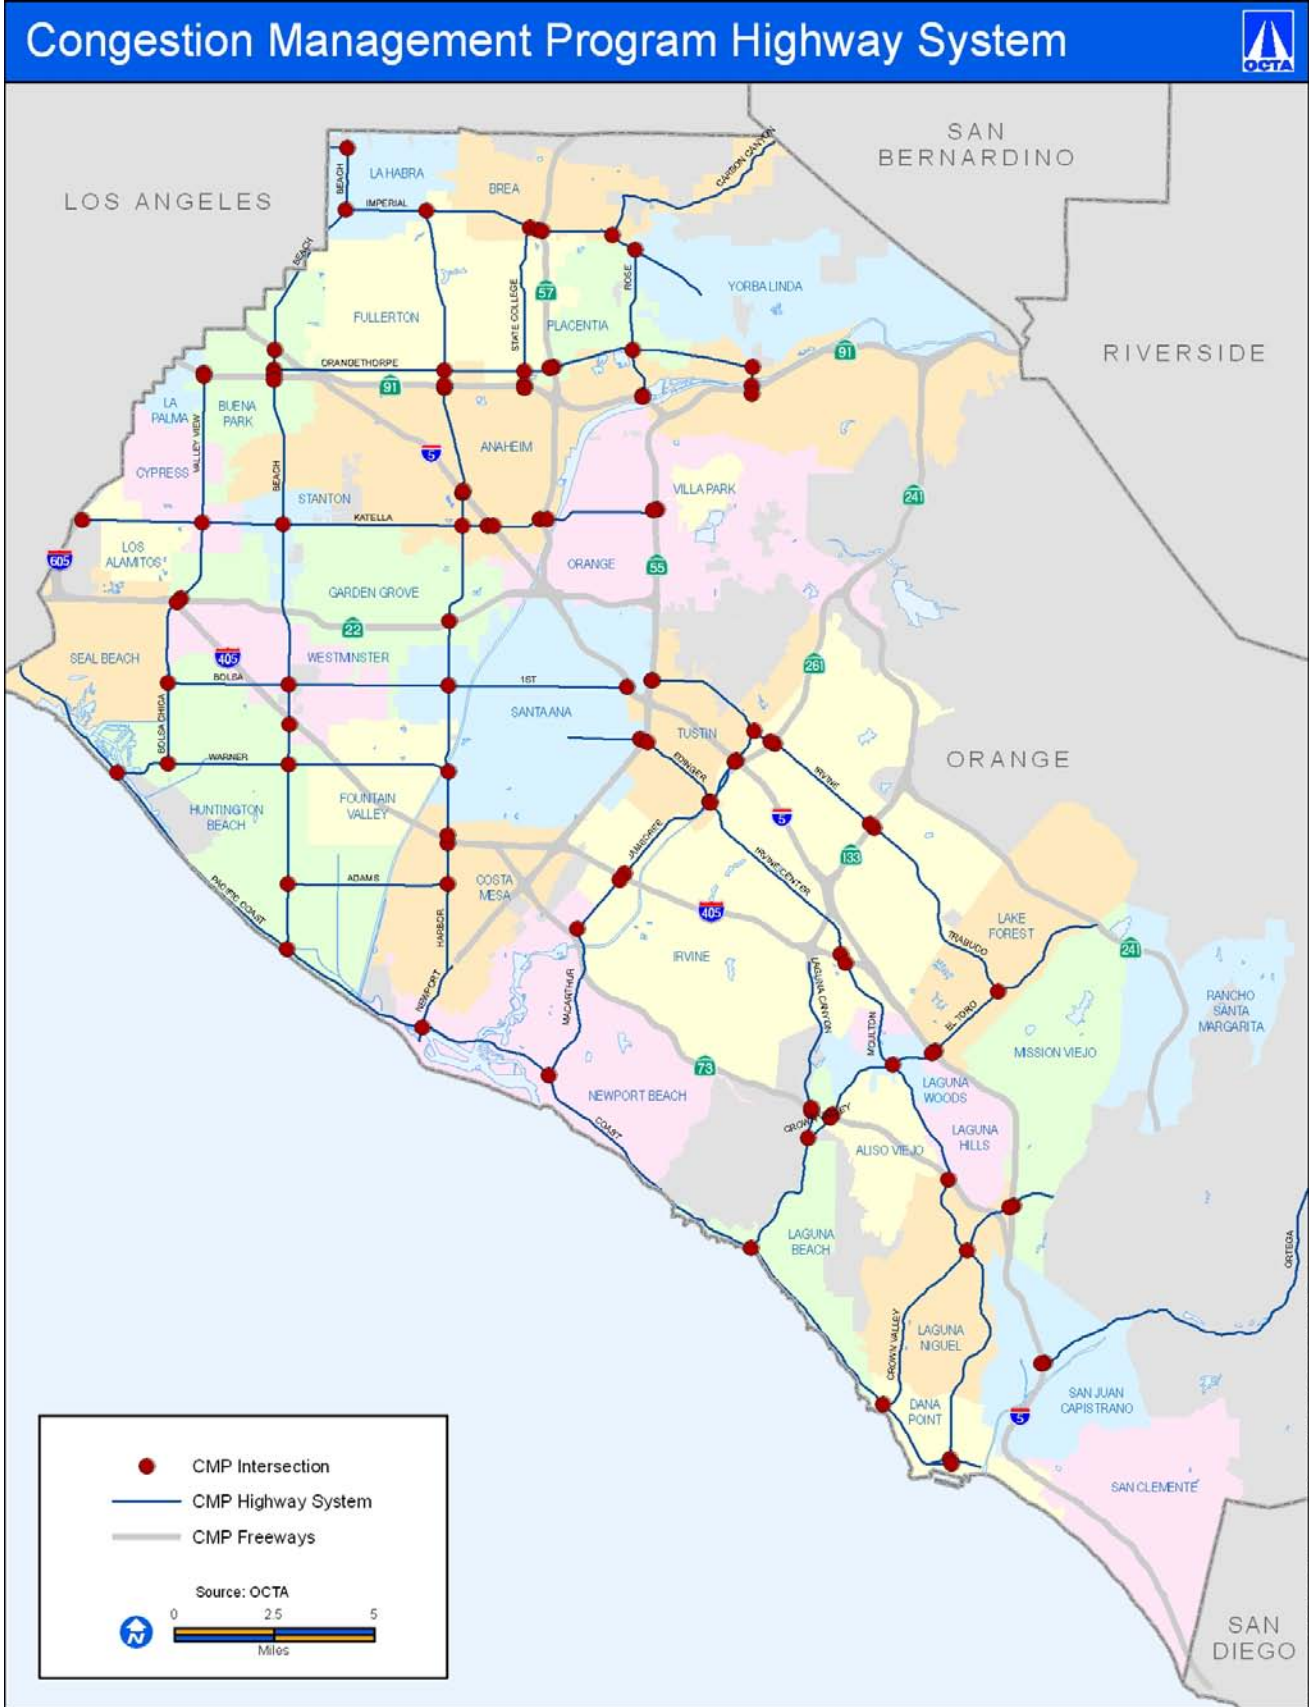 Congestion Management Program Highway System
OCTA
SAN
BERNARDINO
LOS ANGELES
RIVERSIDE
ORANGE
SAN
DIEGO
LA HABRA
BREA
BEACH
IMPERIAL
CARBON CANYON
BEACH
YORBA LINDA
ROSE
57
STATE COLLEGE
FULLERTON
PLACENTIA
ORANGETHORPE
91
91
LA
PALMA
BUENA
PARK
VALLEY VIEW
CYPRESS
BEACH
5
ANAHEIM
STANTON
VILLA PARK
241
KATELLA
LOS
ALAMITOS
605
ORANGE
55
GARDEN GROVE
22
SEAL BEACH
405
WESTMINSTER
261
BOLSA
1ST
SANTA ANA
TUSTIN
BOLSA CHICA
WARNER
EDINGER
IRVINE
HUNTINGTON
BEACH
FOUNTAIN
VALLEY
5
JAMBOREE
133
IRVINE CENTER
ADAMS
COSTA
MESA
PACIFIC COAST
HARBOR
405
LAKE
FOREST
TRABUCO
241
IRVINE
NEWPORT
MACARTHUR
LAGUNA CANYON
MOULTON
EL TORO
RANCHO
SANTA
MARGARITA
MISSION VIEJO
73
NEWPORT BEACH
LAGUNA
WOODS
COAST
CROWN VALLEY
LAGUNA
HILLS
ALISO VIEJO
LAGUNA
BEACH
ORTEGA
CROWN VALLEY
LAGUNA
NIGUEL
SAN JUAN
CAPISTRANO
DANA
POINT
5
SAN CLEMENTE
CMP Intersection
CMP Highway System
CMP Freeways
Source: OCTA
0 2.5 5
Miles
N